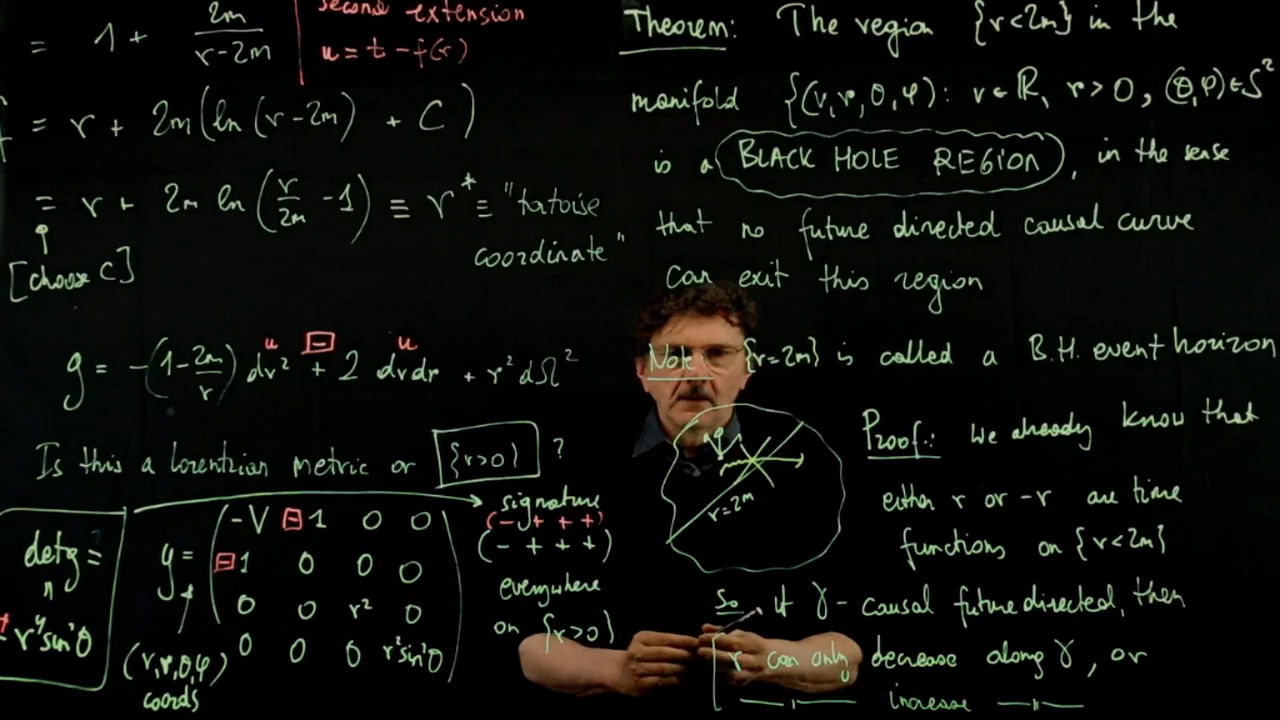 = 1 + 2m/(r-2m)
second extension
u = t - f(r)
= r + 2m(ln(r-2m) + C)
= r + 2m ln(r/2m - 1) ≡ r* ≡ "tortoise
coordinate"
[choose C]
u ⊟ u
g = -(1 - 2m/r) dv² + 2 dvdr + r² dΩ²
Is this a lorentzian metric or {r>0} ?
signature
(- + + +)
(- + + +)
everywhere
on {r>0}
detg =
- r⁴ sin²θ
g =
-V ⊟1 0 0
⊟1 0 0 0
0 0 r² 0
0 0 0 r² sin²θ
(v,r,θ,φ)
coords
Theorem: The region {r<2m} in the
manifold {(v,r,θ,φ): v∈ℝ, r>0, (θ,φ)∈S²
is a BLACK HOLE REGION, in the sense
that no future directed causal curve
can exit this region
Note {r=2m} is called a B.H. event horizon
r=2m
Proof: We already know that
either r or -r are time
functions on {r<2m}
So if γ - causal future directed, then
r can only decrease along γ, or
—"— increase —"—